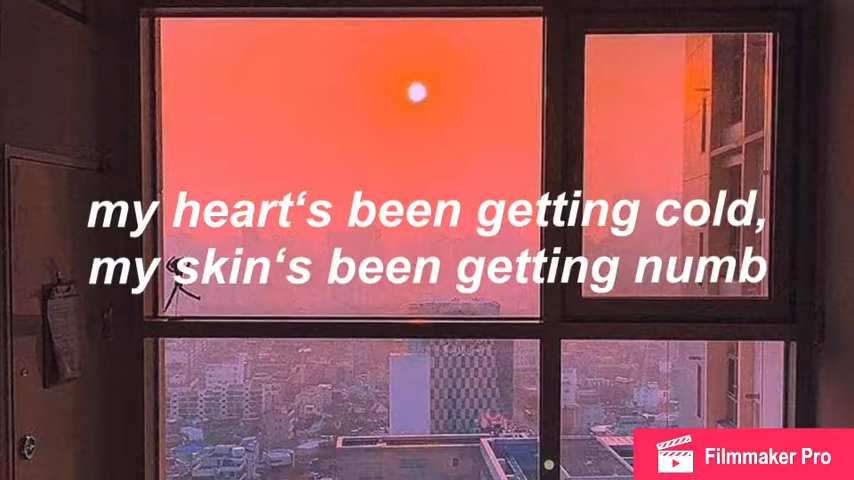 my heart‘s been getting cold,
my skin‘s been getting numb
Filmmaker Pro